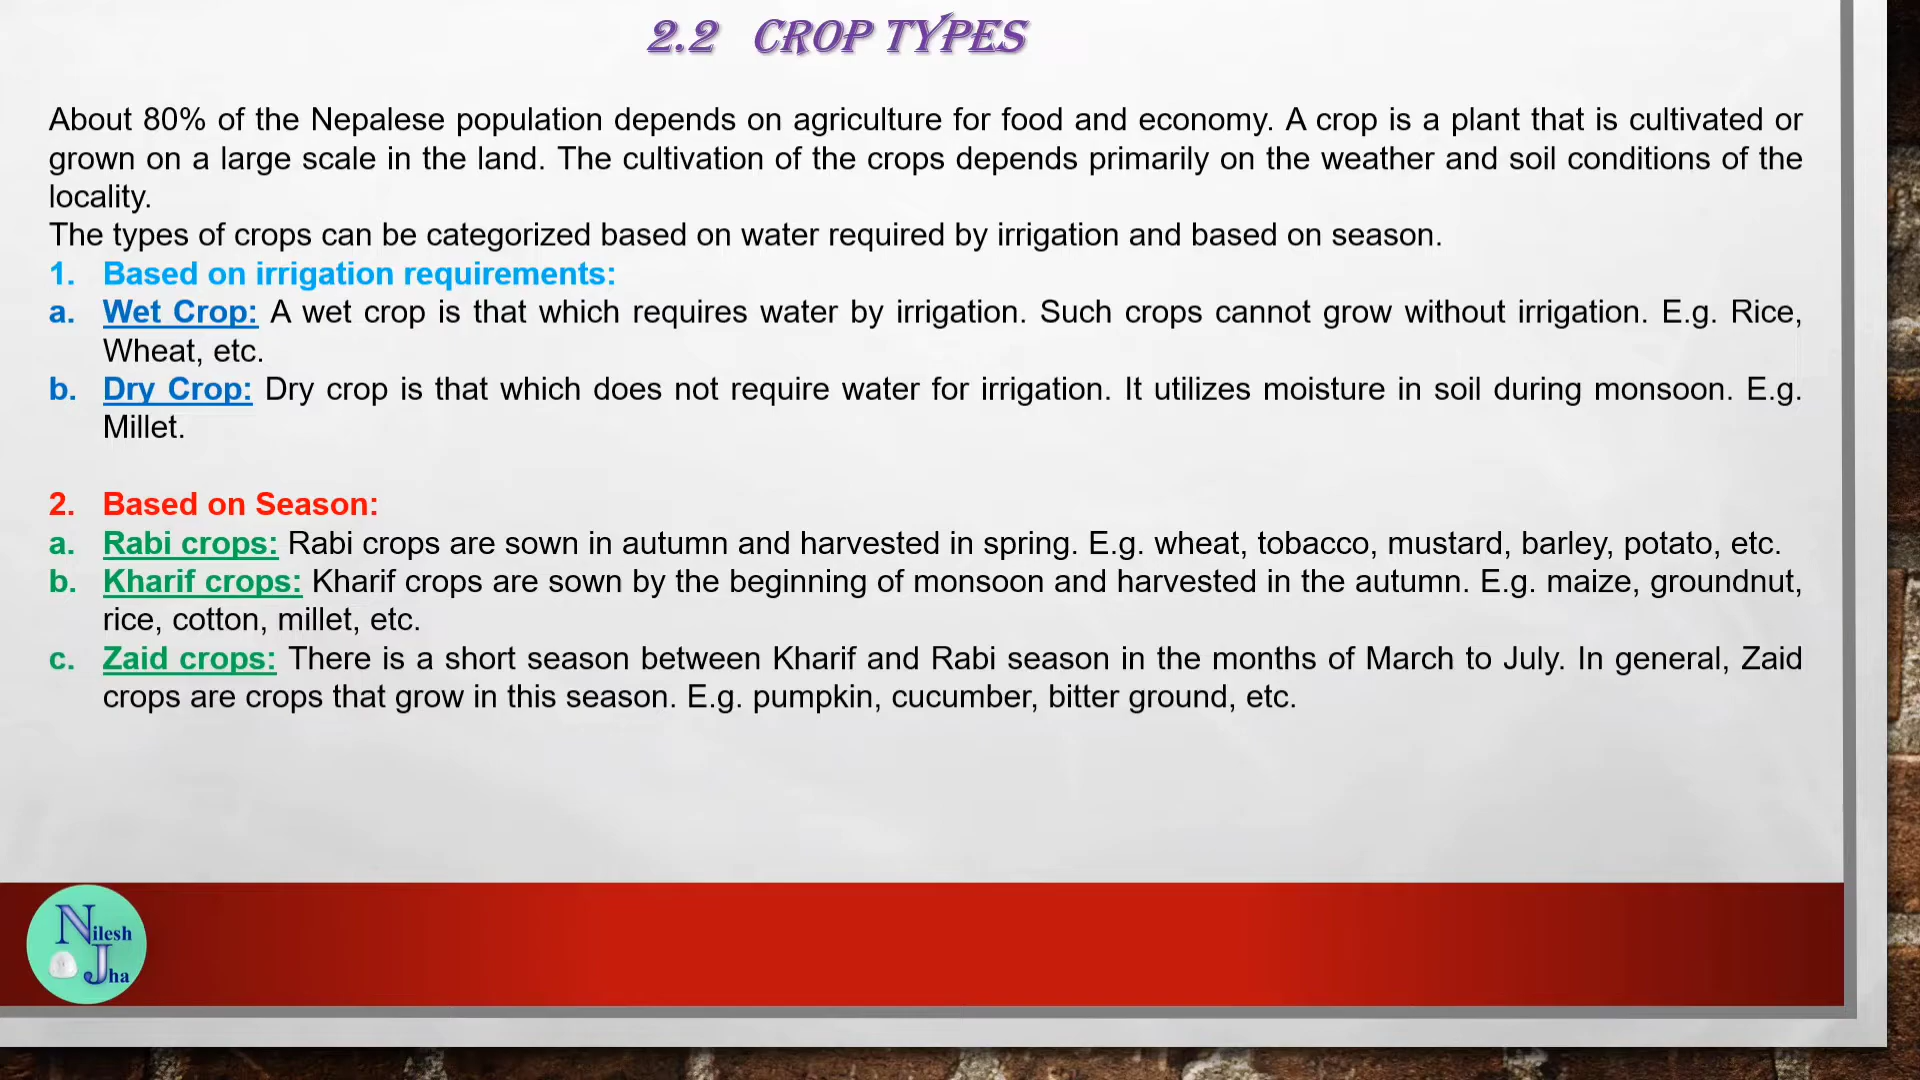 2.2 CROP TYPES
About 80% of the Nepalese population depends on agriculture for food and economy. A crop is a plant that is cultivated or
grown on a large scale in the land. The cultivation of the crops depends primarily on the weather and soil conditions of the
locality.
The types of crops can be categorized based on water required by irrigation and based on season.
1. Based on irrigation requirements:
a. Wet Crop: A wet crop is that which requires water by irrigation. Such crops cannot grow without irrigation. E.g. Rice,
Wheat, etc.
b. Dry Crop: Dry crop is that which does not require water for irrigation. It utilizes moisture in soil during monsoon. E.g.
Millet.
2. Based on Season:
a. Rabi crops: Rabi crops are sown in autumn and harvested in spring. E.g. wheat, tobacco, mustard, barley, potato, etc.
b. Kharif crops: Kharif crops are sown by the beginning of monsoon and harvested in the autumn. E.g. maize, groundnut,
rice, cotton, millet, etc.
c. Zaid crops: There is a short season between Kharif and Rabi season in the months of March to July. In general, Zaid
crops are crops that grow in this season. E.g. pumpkin, cucumber, bitter ground, etc.
Nilesh
Jha